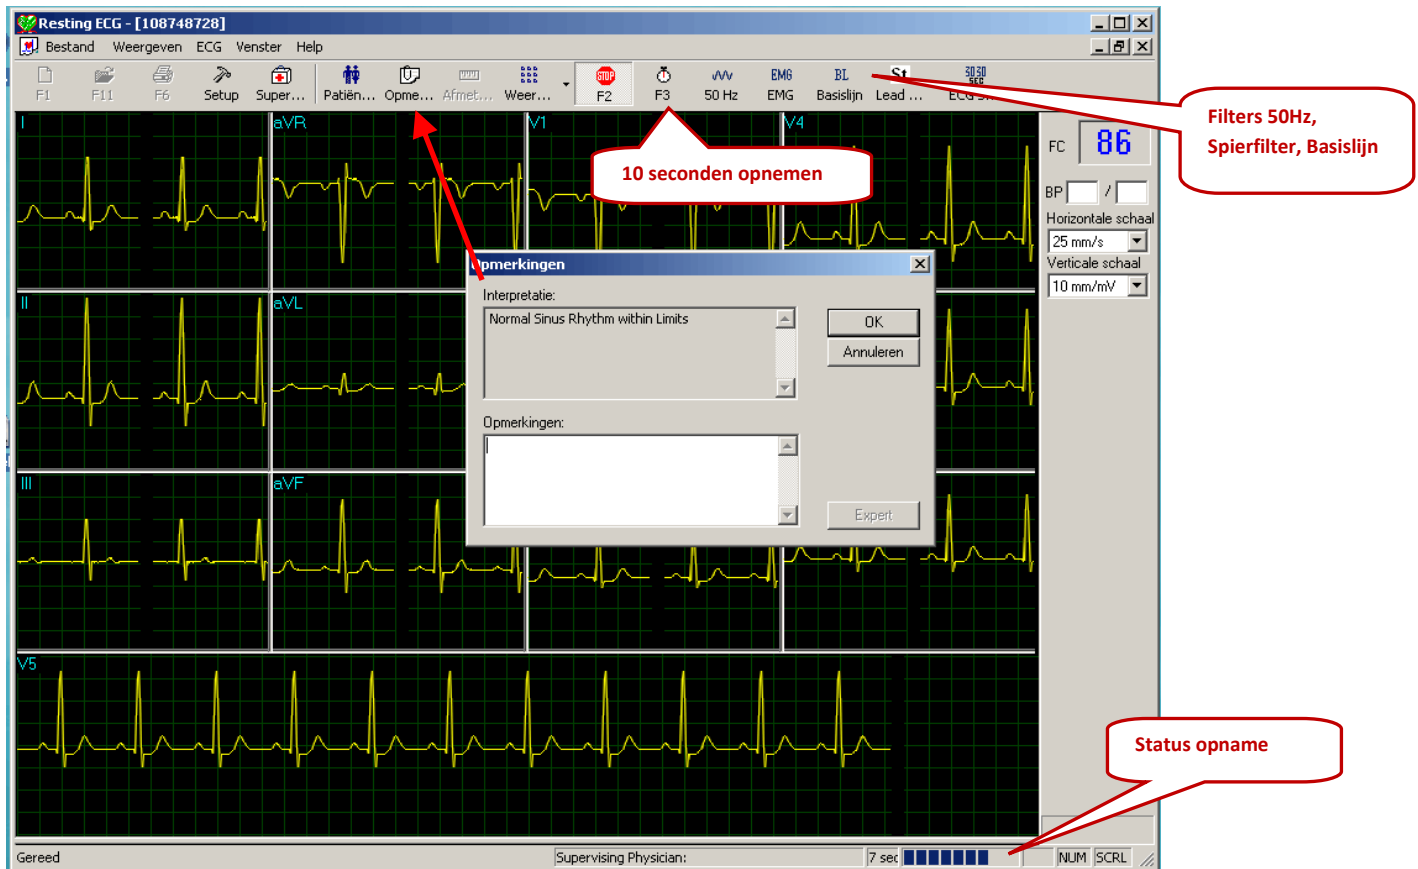 Resting ECG - [108748728]
Bestand Weergeven ECG Venster Help
F1 F11 F6 Setup Super... Patiën... Opme... Afmet... Weer... STOP F2 F3 50 Hz EMG EMG BL Basislijn St Lead ... 30 30 SEC
Filters 50Hz,
Spierfilter, Basislijn
10 seconden opnemen
I aVR V1 V4
FC 86
BP /
Horizontale schaal
25 mm/s
Verticale schaal
10 mm/mV
Opmerkingen
Interpretatie:
Normal Sinus Rhythm within Limits
OK
Annuleren
Opmerkingen:
Expert
II aVL
III aVF
V5
Status opname
Gereed Supervising Physician: 7 sec NUM SCRL